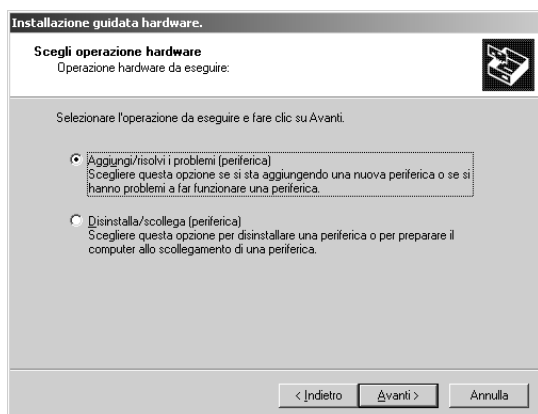 Installazione guidata hardware.
Scegli operazione hardware
Operazione hardware da eseguire:
Selezionare l'operazione da eseguire e fare clic su Avanti.
Aggiungi/risolvi i problemi (periferica)
Scegliere questa opzione se si sta aggiungendo una nuova periferica o se si
hanno problemi a far funzionare una periferica.
Disinstalla/scollega (periferica)
Scegliere questa opzione per disinstallare una periferica o per preparare il
computer allo scollegamento di una periferica.
< Indietro
Avanti >
Annulla